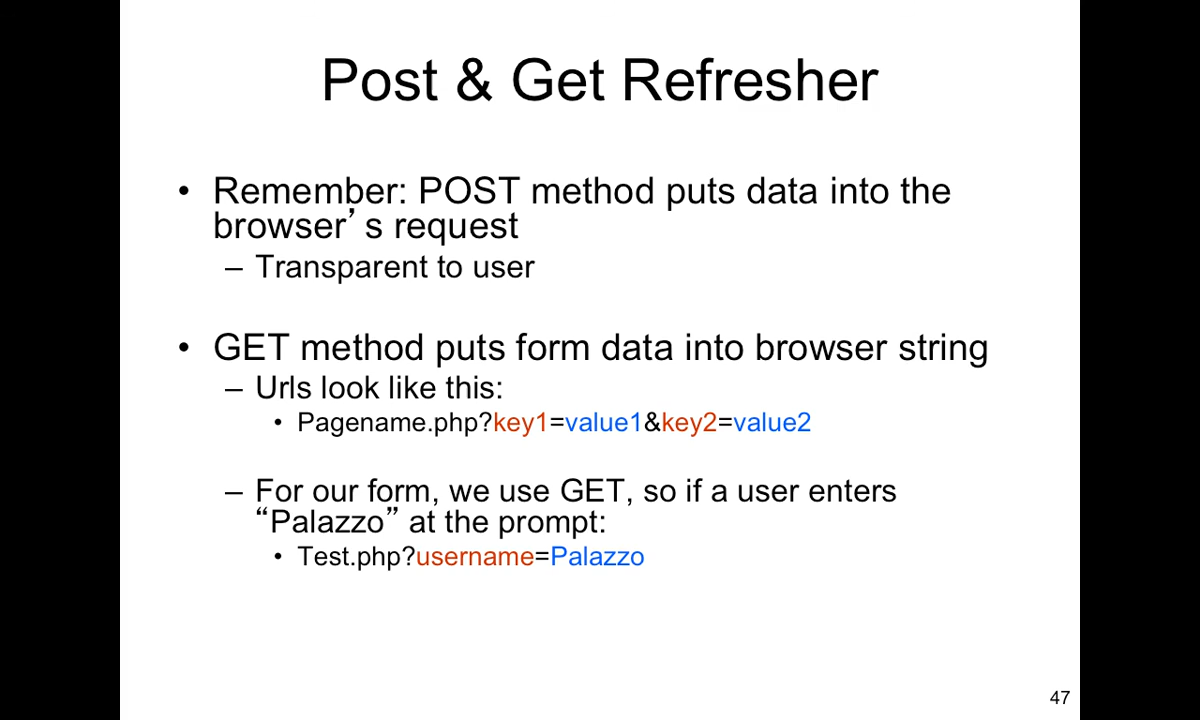 Post & Get Refresher
• Remember: POST method puts data into the
browser’s request
– Transparent to user
• GET method puts form data into browser string
– Urls look like this:
• Pagename.php?key1=value1&key2=value2
– For our form, we use GET, so if a user enters
“Palazzo” at the prompt:
• Test.php?username=Palazzo
47